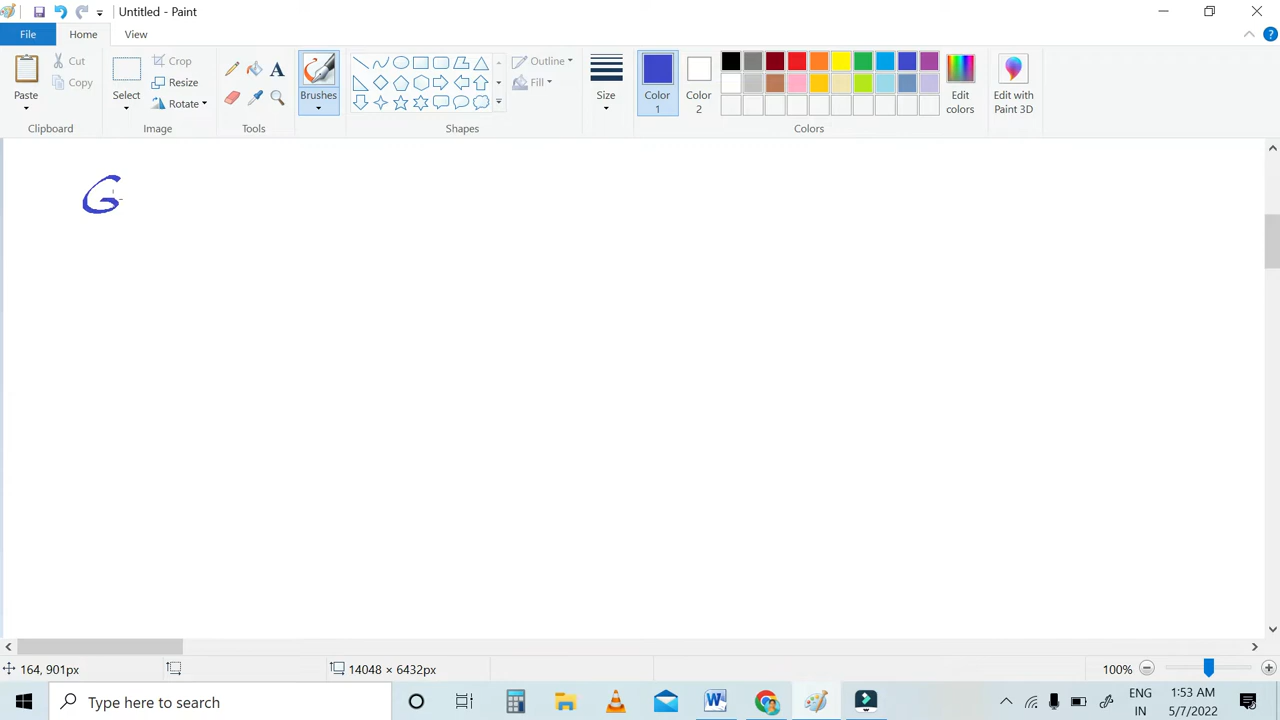 Untitled - Paint
File Home View
Paste
Cut
Copy
Clipboard
Select
Crop
Resize
Rotate
Image
A
Tools
Brushes
Shapes
Outline
Fill
Size
Color 1
Color 2
Colors
Edit colors
Edit with Paint 3D
G
164, 901px
14048 × 6432px
100%
Type here to search
W
ENG
IN
1:53 AM
5/7/2022